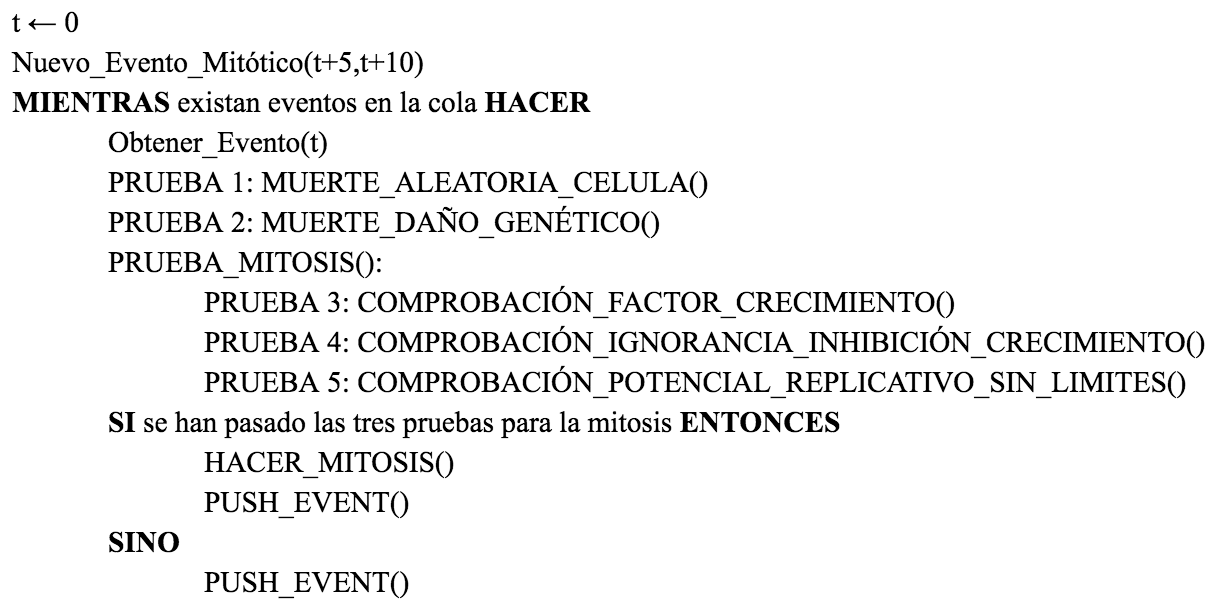 t ← 0
Nuevo_Evento_Mitótico(t+5,t+10)
MIENTRAS existan eventos en la cola HACER
Obtener_Evento(t)
PRUEBA 1: MUERTE_ALEATORIA_CELULA()
PRUEBA 2: MUERTE_DAÑO_GENÉTICO()
PRUEBA_MITOSIS():
PRUEBA 3: COMPROBACIÓN_FACTOR_CRECIMIENTO()
PRUEBA 4: COMPROBACIÓN_IGNORANCIA_INHIBICIÓN_CRECIMIENTO()
PRUEBA 5: COMPROBACIÓN_POTENCIAL_REPLICATIVO_SIN_LIMITES()
SI se han pasado las tres pruebas para la mitosis ENTONCES
HACER_MITOSIS()
PUSH_EVENT()
SINO
PUSH_EVENT()